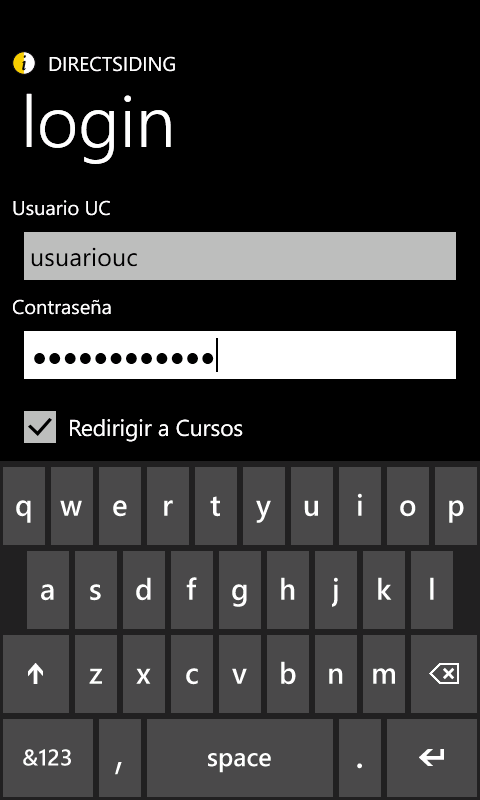 i DIRECTSIDING
login
Usuario UC
usuariouc
Contraseña
●●●●●●●●●●●●
Redirigir a Cursos
q w e r t y u i o p
a s d f g h j k l
z x c v b n m
&123 , space .